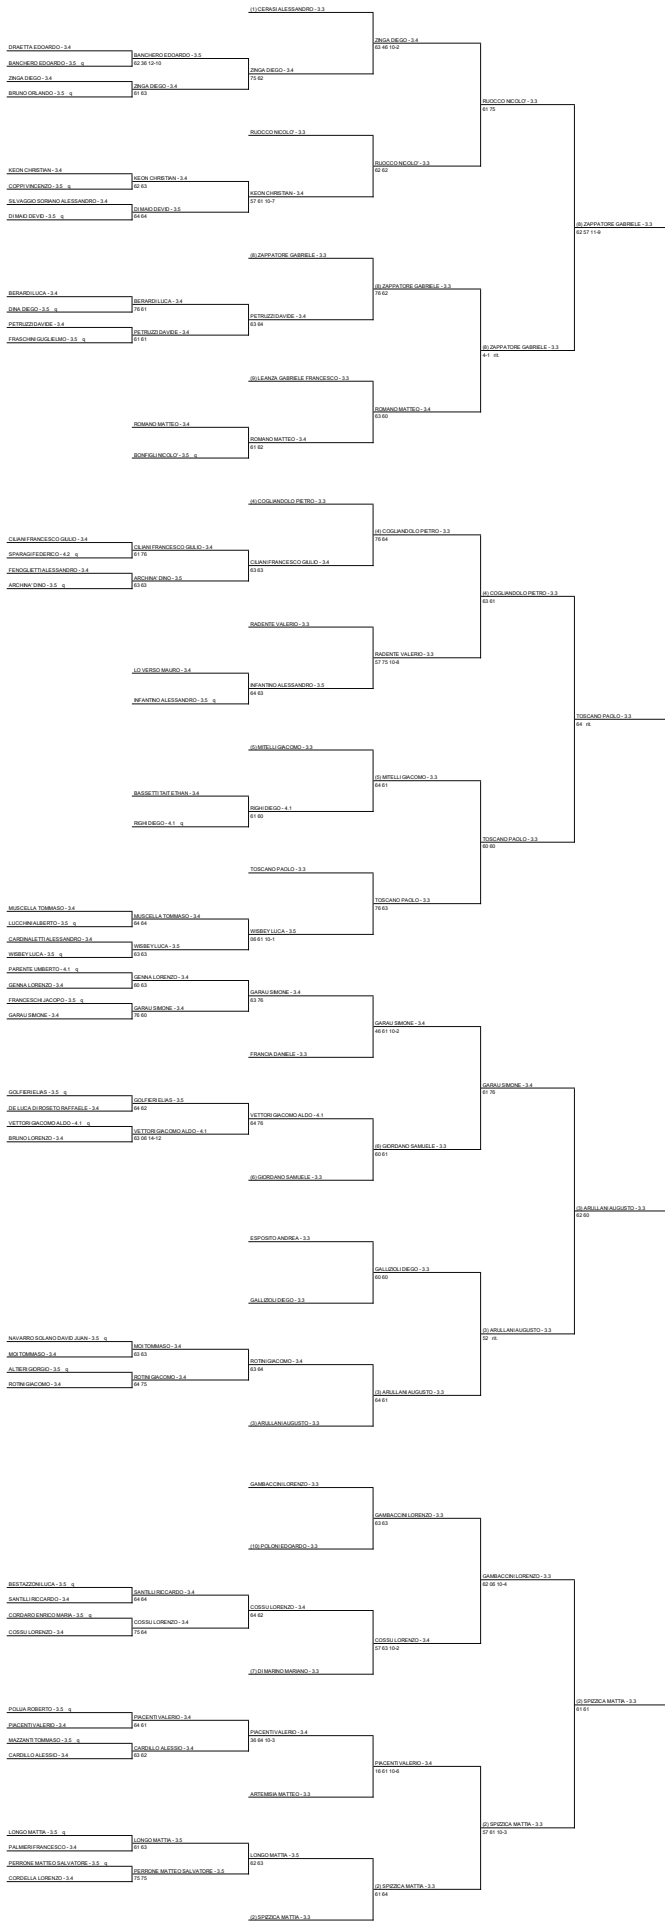 (1) CERASI ALESSANDRO - 3.3
ZINGA DIEGO - 3.4
63 46 10-2
DRAETTA EDOARDO - 3.4
BANCHERO EDOARDO - 3.5
62 36 12-10
BANCHERO EDOARDO - 3.5 q
ZINGA DIEGO - 3.4
75 62
ZINGA DIEGO - 3.4
ZINGA DIEGO - 3.4
61 63
BRUNO ORLANDO - 3.5 q
RUOCCO NICOLO' - 3.3
61 75
RUOCCO NICOLO' - 3.3
RUOCCO NICOLO' - 3.3
62 62
KEON CHRISTIAN - 3.4
KEON CHRISTIAN - 3.4
62 63
COPPI VINCENZO - 3.5 q
KEON CHRISTIAN - 3.4
57 61 10-7
SILVAGGIO SORIANO ALESSANDRO - 3.4
DI MAIO DEVID - 3.5
64 64
DI MAIO DEVID - 3.5 q
(8) ZAPPATORE GABRIELE - 3.3
62 57 11-9
(8) ZAPPATORE GABRIELE - 3.3
(8) ZAPPATORE GABRIELE - 3.3
76 62
BERARDI LUCA - 3.4
BERARDI LUCA - 3.4
76 61
DINA DIEGO - 3.5 q
PETRUZZI DAVIDE - 3.4
63 64
PETRUZZI DAVIDE - 3.4
PETRUZZI DAVIDE - 3.4
61 61
FRASCHINI GUGLIELMO - 3.5 q
(8) ZAPPATORE GABRIELE - 3.3
4-1 rit.
(9) LEANZA GABRIELE FRANCESCO - 3.3
ROMANO MATTEO - 3.4
63 60
ROMANO MATTEO - 3.4
ROMANO MATTEO - 3.4
61 62
BONFIGLI NICOLO' - 3.5 q
(4) COGLIANDOLO PIETRO - 3.3
(4) COGLIANDOLO PIETRO - 3.3
76 64
CILIANI FRANCESCO GIULIO - 3.4
CILIANI FRANCESCO GIULIO - 3.4
61 76
SPARAGI FEDERICO - 4.2 q
CILIANI FRANCESCO GIULIO - 3.4
63 63
FENOGLIETTI ALESSANDRO - 3.4
ARCHINA' DINO - 3.5
63 63
ARCHINA' DINO - 3.5 q
(4) COGLIANDOLO PIETRO - 3.3
63 61
RADENTE VALERIO - 3.3
RADENTE VALERIO - 3.3
57 75 10-8
LO VERSO MAURO - 3.4
INFANTINO ALESSANDRO - 3.5
64 63
INFANTINO ALESSANDRO - 3.5 q
TOSCANO PAOLO - 3.3
64 rit.
(5) MITELLI GIACOMO - 3.3
(5) MITELLI GIACOMO - 3.3
64 61
BASSETTI TAIT ETHAN - 3.4
RIGHI DIEGO - 4.1
61 60
RIGHI DIEGO - 4.1 q
TOSCANO PAOLO - 3.3
60 60
TOSCANO PAOLO - 3.3
TOSCANO PAOLO - 3.3
76 63
MUSCELLA TOMMASO - 3.4
MUSCELLA TOMMASO - 3.4
64 64
LUCCHINI ALBERTO - 3.5 q
WISBEY LUCA - 3.5
06 61 10-1
CARDINALETTI ALESSANDRO - 3.4
WISBEY LUCA - 3.5
63 63
WISBEY LUCA - 3.5 q
PARENTE UMBERTO - 4.1 q
GENNA LORENZO - 3.4
60 63
GENNA LORENZO - 3.4
GARAU SIMONE - 3.4
63 76
FRANCESCHI JACOPO - 3.5 q
GARAU SIMONE - 3.4
76 60
GARAU SIMONE - 3.4
GARAU SIMONE - 3.4
46 61 10-2
FRANCIA DANIELE - 3.3
GARAU SIMONE - 3.4
61 76
GOLFIERI ELIAS - 3.5 q
GOLFIERI ELIAS - 3.5
64 62
DE LUCA DI ROSETO RAFFAELE - 3.4
VETTORI GIACOMO ALDO - 4.1
64 76
VETTORI GIACOMO ALDO - 4.1 q
VETTORI GIACOMO ALDO - 4.1
63 06 14-12
BRUNO LORENZO - 3.4
(6) GIORDANO SAMUELE - 3.3
60 61
(6) GIORDANO SAMUELE - 3.3
(3) ARULLANI AUGUSTO - 3.3
62 60
ESPOSITO ANDREA - 3.3
GALLIZIOLI DIEGO - 3.3
60 60
GALLIZIOLI DIEGO - 3.3
(3) ARULLANI AUGUSTO - 3.3
52 rit.
NAVARRO SOLANO DAVID JUAN - 3.5 q
MOI TOMMASO - 3.4
63 63
MOI TOMMASO - 3.4
ROTINI GIACOMO - 3.4
63 64
ALTIERI GIORGIO - 3.5 q
ROTINI GIACOMO - 3.4
64 75
ROTINI GIACOMO - 3.4
(3) ARULLANI AUGUSTO - 3.3
64 61
(3) ARULLANI AUGUSTO - 3.3
GAMBACCINI LORENZO - 3.3
GAMBACCINI LORENZO - 3.3
63 63
(10) POLONI EDOARDO - 3.3
GAMBACCINI LORENZO - 3.3
62 06 10-4
BESTAZZONI LUCA - 3.5 q
SANTILLI RICCARDO - 3.4
64 64
SANTILLI RICCARDO - 3.4
COSSU LORENZO - 3.4
64 62
CORDARO ENRICO MARIA - 3.5 q
COSSU LORENZO - 3.4
75 64
COSSU LORENZO - 3.4
COSSU LORENZO - 3.4
57 63 10-2
(7) DI MARINO MARIANO - 3.3
(2) SPIZZICA MATTIA - 3.3
61 61
POLIJA ROBERTO - 3.5 q
PIACENTI VALERIO - 3.4
64 61
PIACENTI VALERIO - 3.4
PIACENTI VALERIO - 3.4
36 64 10-3
MAZZANTI TOMMASO - 3.5 q
CARDILLO ALESSIO - 3.4
63 62
CARDILLO ALESSIO - 3.4
PIACENTI VALERIO - 3.4
16 61 10-6
ARTEMISIA MATTEO - 3.3
(2) SPIZZICA MATTIA - 3.3
57 61 10-3
LONGO MATTIA - 3.5 q
LONGO MATTIA - 3.5
61 63
PALMIERI FRANCESCO - 3.4
LONGO MATTIA - 3.5
62 63
PERRONE MATTEO SALVATORE - 3.5 q
PERRONE MATTEO SALVATORE - 3.5
75 75
CORDELLA LORENZO - 3.4
(2) SPIZZICA MATTIA - 3.3
61 64
(2) SPIZZICA MATTIA - 3.3